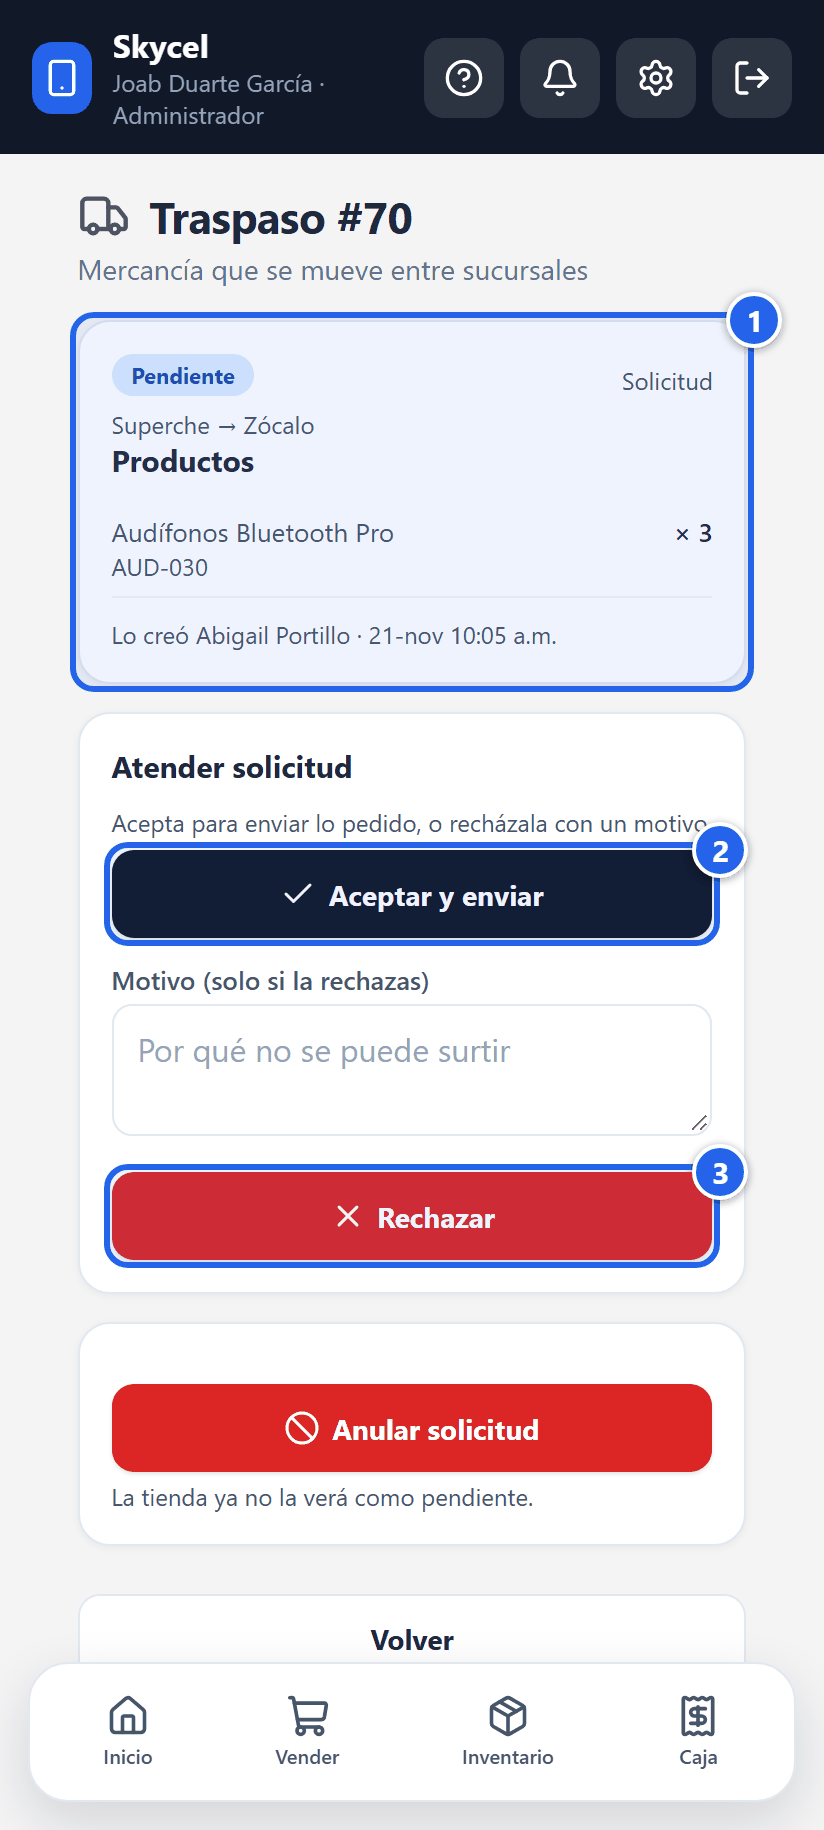 Skycel
Joab Duarte García ·
Administrador
Traspaso #70
Mercancía que se mueve entre sucursales
1
Pendiente
Solicitud
Superche → Zócalo
Productos
Audífonos Bluetooth Pro
× 3
AUD-030
Lo creó Abigail Portillo · 21-nov 10:05 a.m.
Atender solicitud
Acepta para enviar lo pedido, o recházala con un motivo
2
Aceptar y enviar
Motivo (solo si la rechazas)
Por qué no se puede surtir
3
Rechazar
Anular solicitud
La tienda ya no la verá como pendiente.
Volver
Inicio
Vender
Inventario
Caja